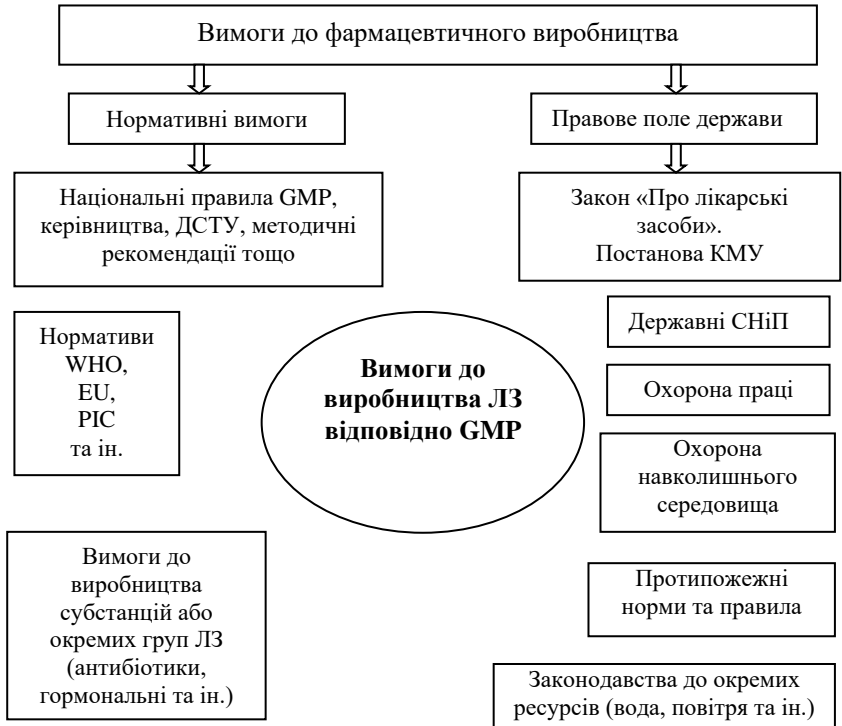 Вимоги до фармацевтичного виробництва
Нормативні вимоги
Правове поле держави
Національні правила GMP,
керівництва, ДСТУ, методичні
рекомендації тощо
Закон «Про лікарські
засоби».
Постанова КМУ
Нормативи
WHO,
EU,
PIC
та ін.
Вимоги до
виробництва ЛЗ
відповідно GMP
Державні СНіП
Охорона праці
Охорона
навколишнього
середовища
Вимоги до
виробництва
субстанцій або
окремих груп ЛЗ
(антибіотики,
гормональні та ін.)
Протипожежні
норми та правила
Законодавства до окремих
ресурсів (вода, повітря та ін.)